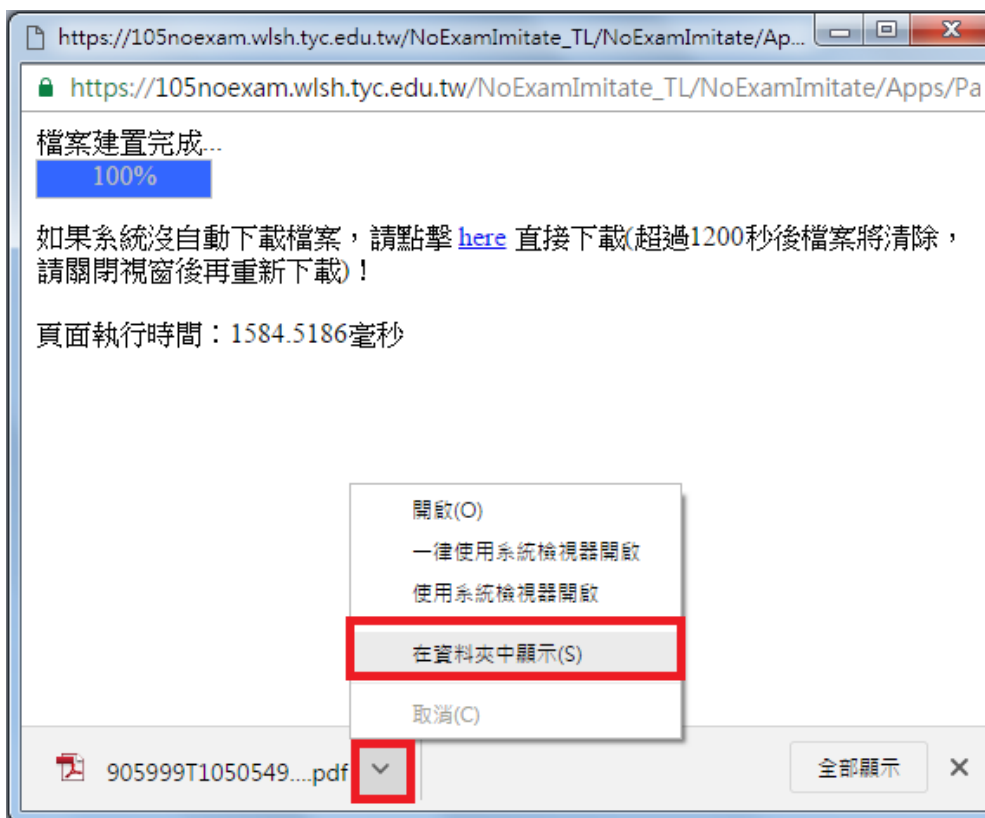 https://105noexam.wlsh.tyc.edu.tw/NoExamImitate_TL/NoExamImitate/Ap...
https://105noexam.wlsh.tyc.edu.tw/NoExamImitate_TL/NoExamImitate/Apps/Pa
檔案建置完成...
100%
如果系統沒自動下載檔案，請點擊 here 直接下載(超過1200秒後檔案將清除，
請關閉視窗後再重新下載)！
頁面執行時間：1584.5186毫秒
開啟(O)
一律使用系統檢視器開啟
使用系統檢視器開啟
在資料夾中顯示(S)
取消(C)
905999T1050549....pdf
全部顯示